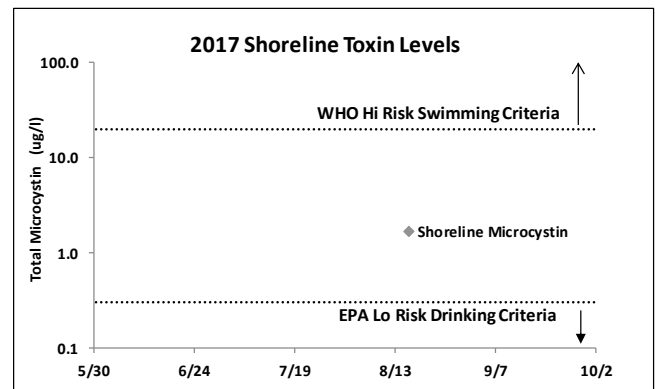 2017 Shoreline Toxin Levels
100.0
WHO Hi Risk Swimming Criteria
10.0
Total Microcystin (ug/l)
Shoreline Microcystin
1.0
EPA Lo Risk Drinking Criteria
0.1
5/30 6/24 7/19 8/13 9/7 10/2